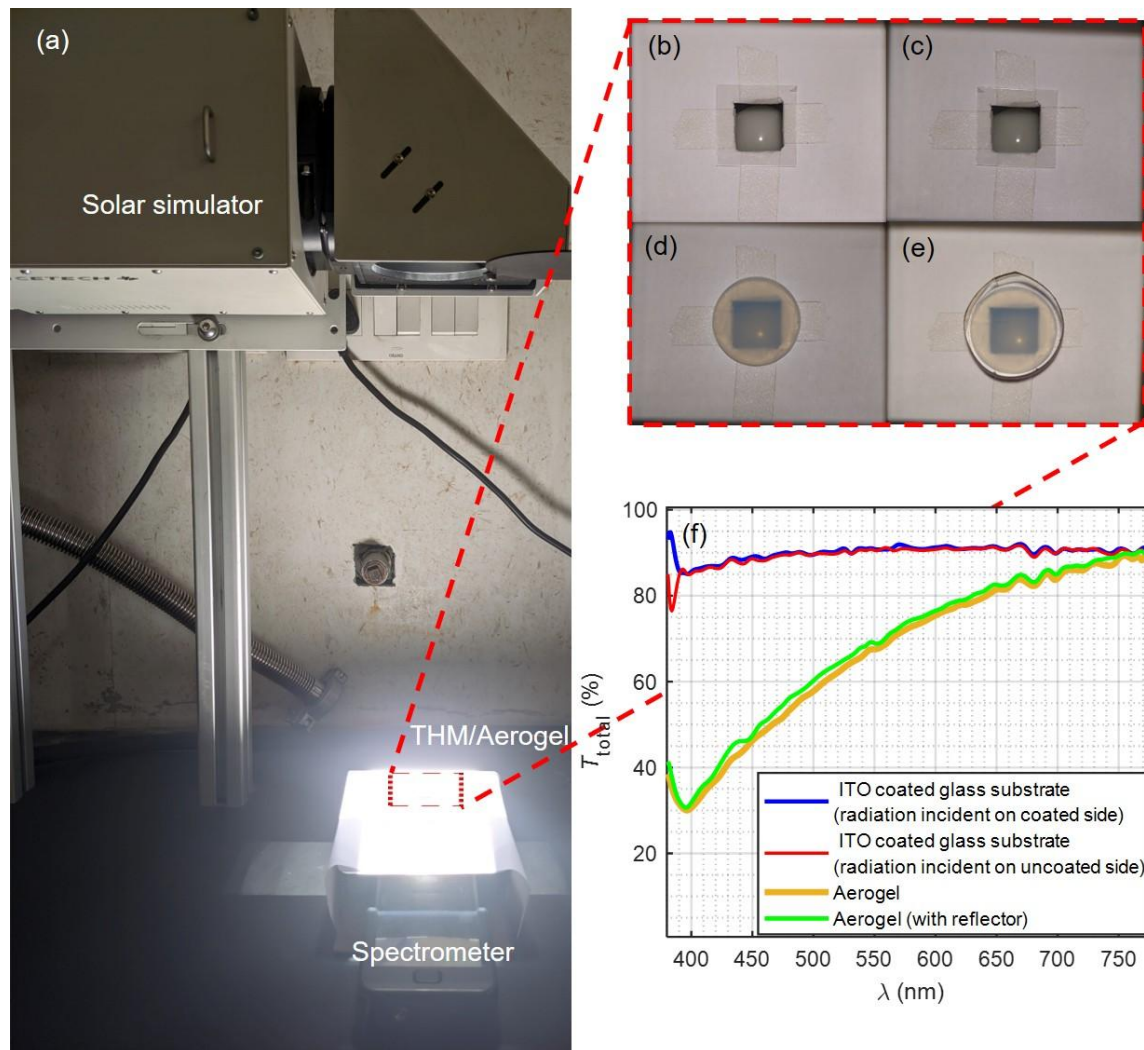 (a)
Solar simulator
CETECH
THM/Aerogel
Spectrometer
(b)
(c)
(d)
(e)
(f)
100
80
60
40
20
T_total (%)
ITO coated glass substrate
(radiation incident on coated side)
ITO coated glass substrate
(radiation incident on uncoated side)
Aerogel
Aerogel (with reflector)
400 450 500 550 600 650 700 750
λ (nm)